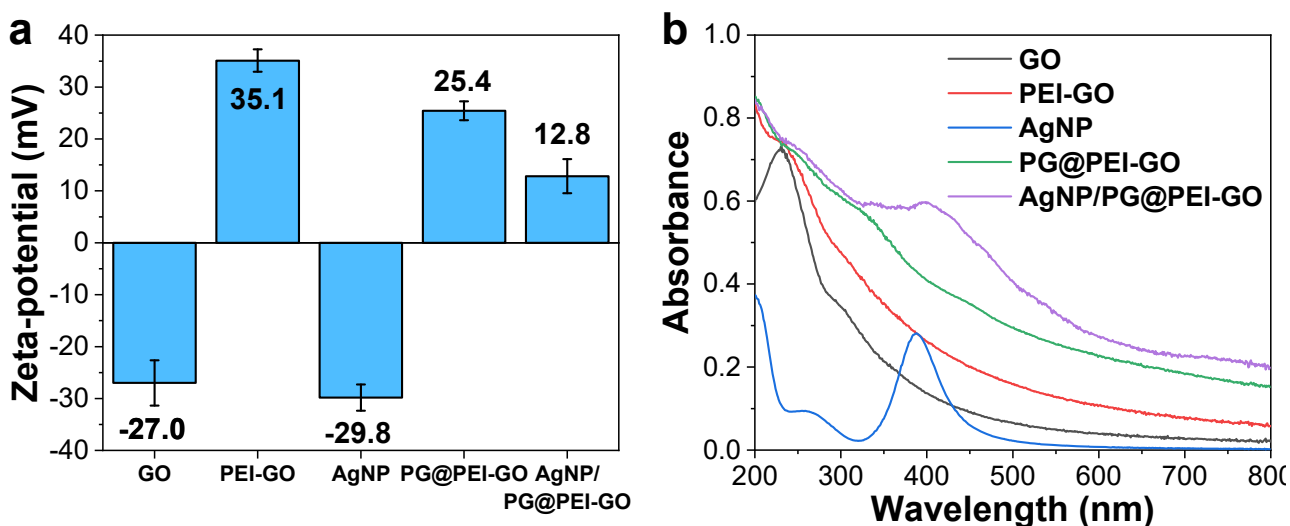 a
Zeta-potential (mV)
40
30
20
10
0
-10
-20
-30
-40
-27.0
35.1
-29.8
25.4
12.8
GO
PEI-GO
AgNP
PG@PEI-GO
AgNP/
PG@PEI-GO
b
Absorbance
1.0
0.8
0.6
0.4
0.2
0.0
GO
PEI-GO
AgNP
PG@PEI-GO
AgNP/PG@PEI-GO
200 300 400 500 600 700 800
Wavelength (nm)